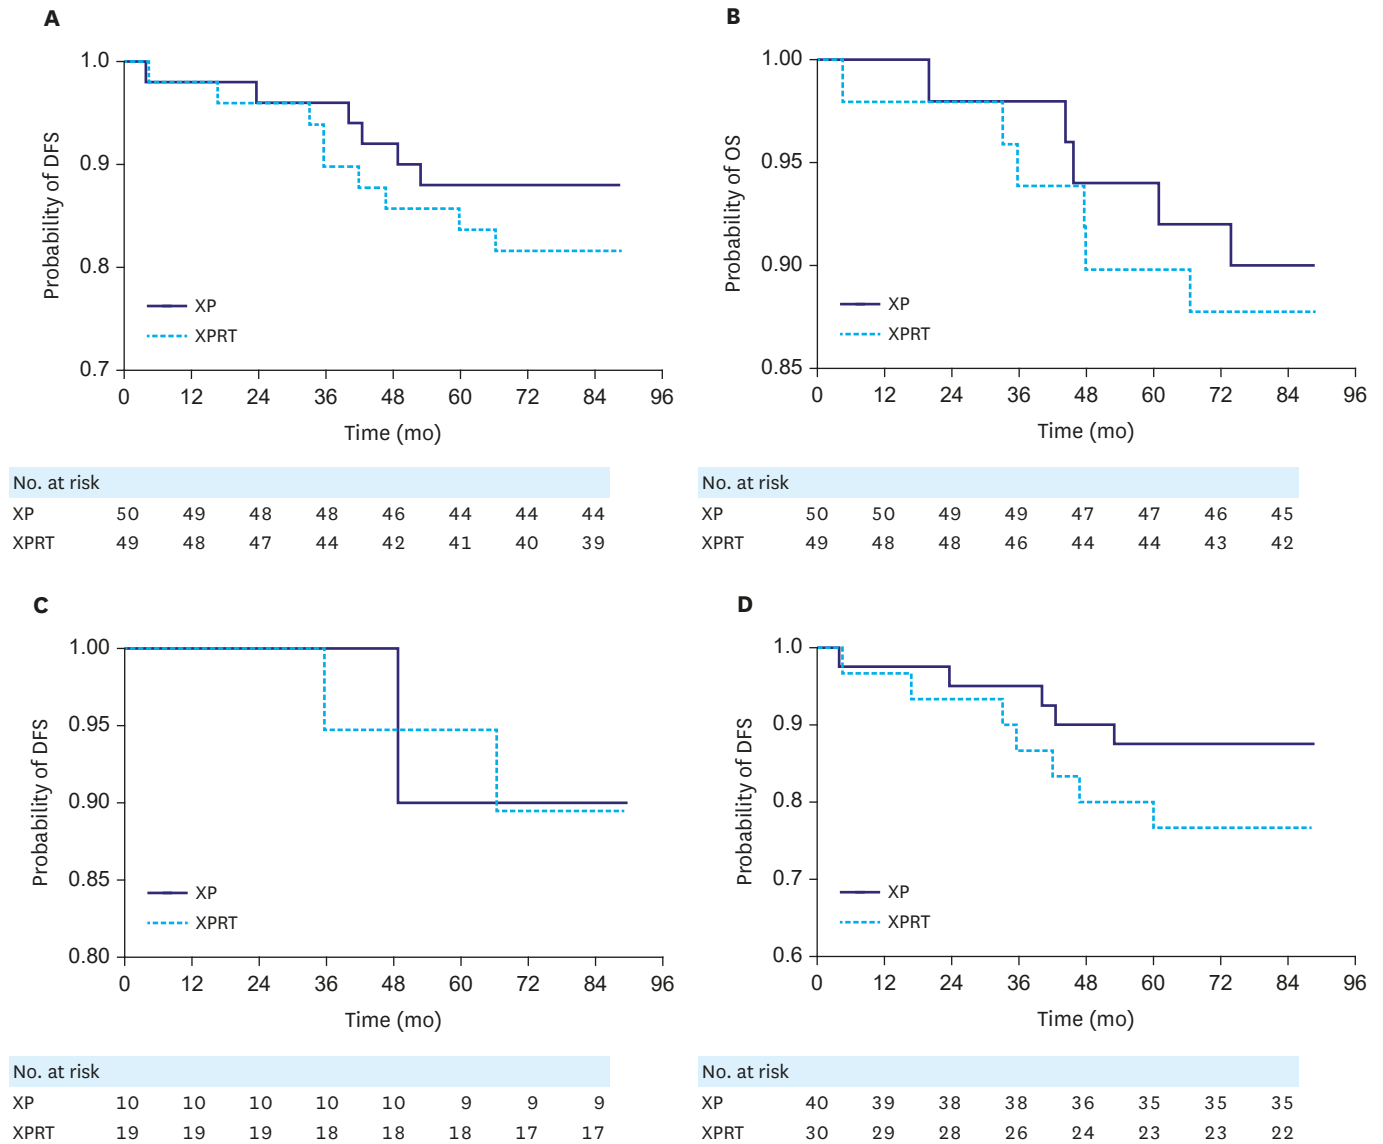 A
Probability of DFS
1.0
0.9
0.8
0.7
XP
XPRT
0 12 24 36 48 60 72 84 96
Time (mo)
No. at risk
XP 50 49 48 48 46 44 44 44
XPRT 49 48 47 44 42 41 40 39
B
Probability of OS
1.00
0.95
0.90
0.85
XP
XPRT
0 12 24 36 48 60 72 84 96
Time (mo)
No. at risk
XP 50 50 49 49 47 47 46 45
XPRT 49 48 48 46 44 44 43 42
C
Probability of DFS
1.00
0.95
0.90
0.85
0.80
XP
XPRT
0 12 24 36 48 60 72 84 96
Time (mo)
No. at risk
XP 10 10 10 10 10 9 9 9
XPRT 19 19 19 18 18 18 17 17
D
Probability of DFS
1.0
0.9
0.8
0.7
0.6
XP
XPRT
0 12 24 36 48 60 72 84 96
Time (mo)
No. at risk
XP 40 39 38 38 36 35 35 35
XPRT 30 29 28 26 24 23 23 22